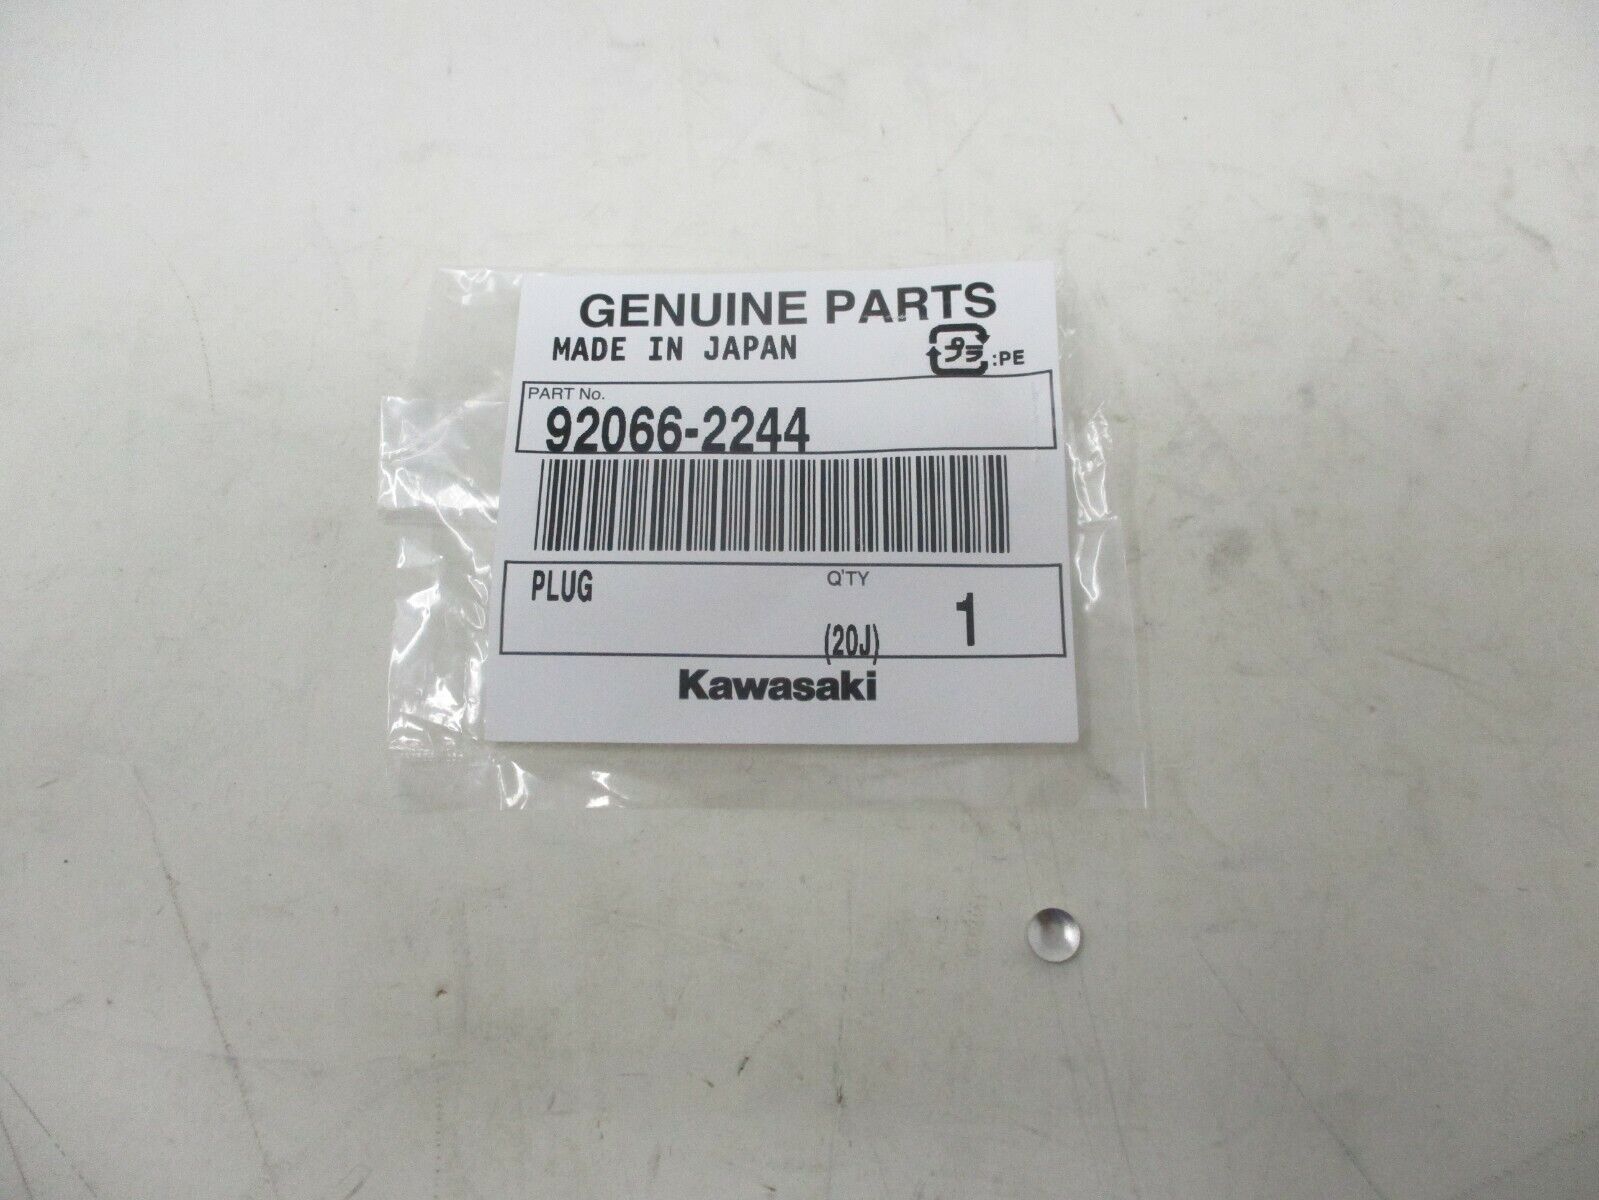 GENUINE PARTS
MADE IN JAPAN
プラ :PE
PART No.
92066-2244
PLUG
Q'TY
(20J) 1
Kawasaki